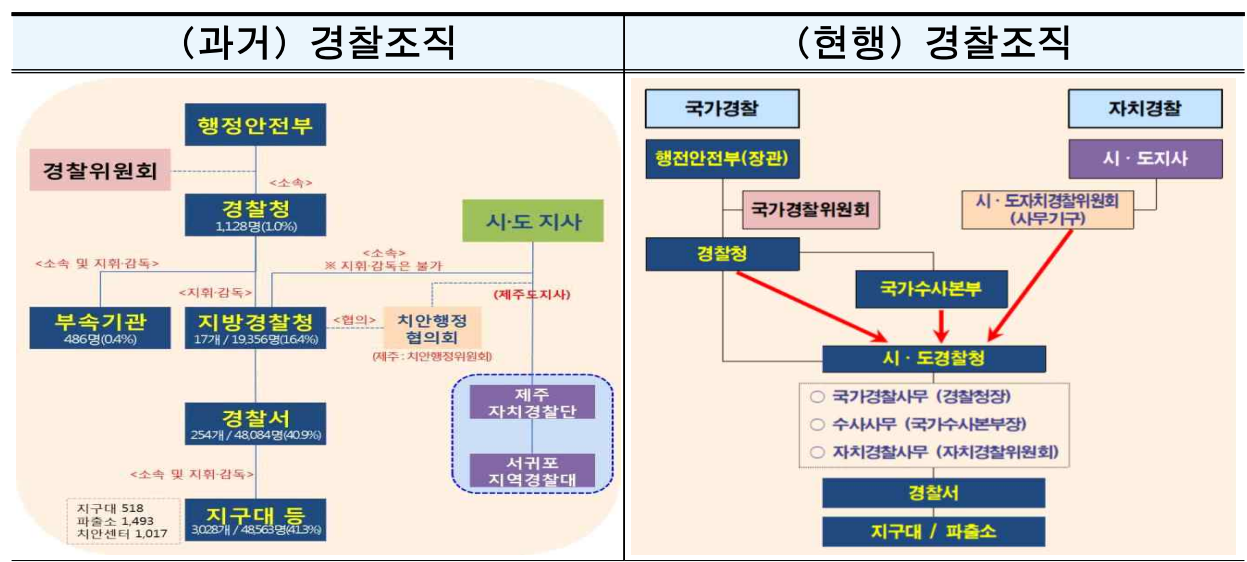 (과거) 경찰조직
행정안전부
경찰위원회
<소속>
경찰청
1,128명(1.0%)
시·도 지사
<소속 및 지휘·감독>
<소속>
※ 지휘·감독은 불가
<지휘·감독>
(제주도지사)
부속기관
486명(0.4%)
지방경찰청
17개 / 19,356명(16.4%)
<협의>
치안행정
협의회
(제주 : 치안행정위원회)
제주
자치경찰단
경찰서
254개 / 48,084명(40.9%)
서귀포
지역경찰대
<소속 및 지휘·감독>
지구대 518
파출소 1,493
치안센터 1,017
지구대 등
3,028개 / 48,563명(41.3%)
(현행) 경찰조직
국가경찰
자치경찰
행전안전부(장관)
시·도지사
국가경찰위원회
시·도자치경찰위원회
(사무기구)
경찰청
국가수사본부
시·도경찰청
○ 국가경찰사무 (경찰청장)
○ 수사사무 (국가수사본부장)
○ 자치경찰사무 (자치경찰위원회)
경찰서
지구대 / 파출소